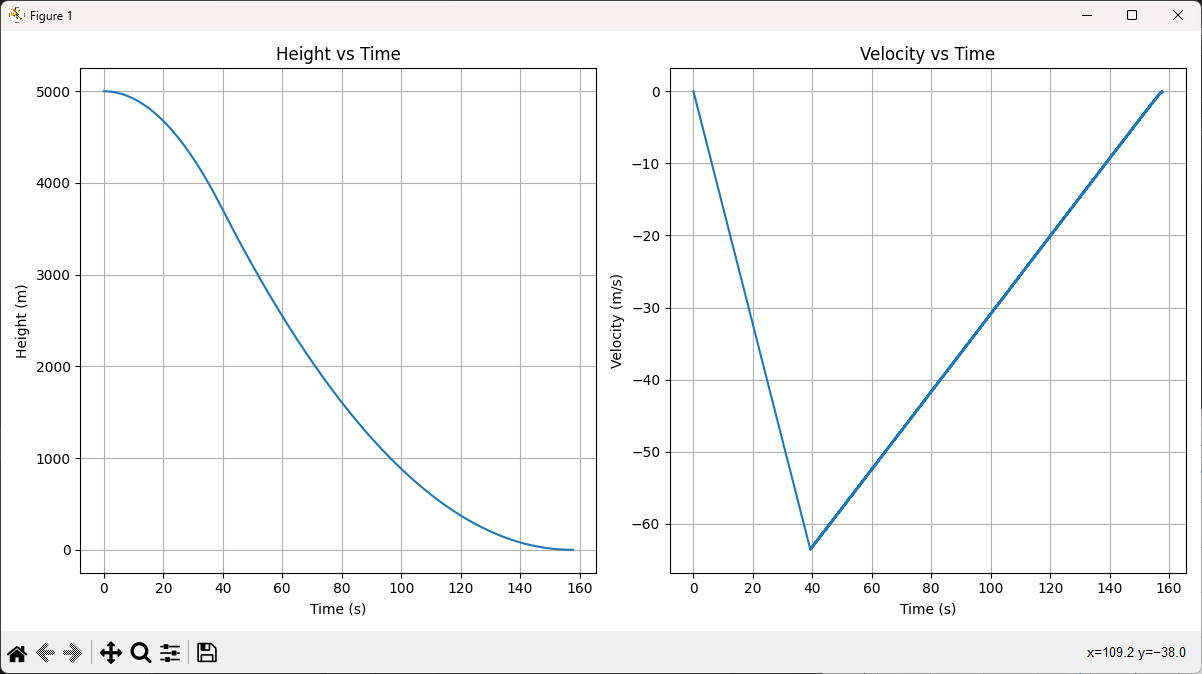 Figure 1
Height vs Time
5000
4000
3000
2000
1000
0
Height (m)
0 20 40 60 80 100 120 140 160
Time (s)
Velocity vs Time
0
−10
−20
−30
−40
−50
−60
Velocity (m/s)
0 20 40 60 80 100 120 140 160
Time (s)
x=109.2 y=−38.0